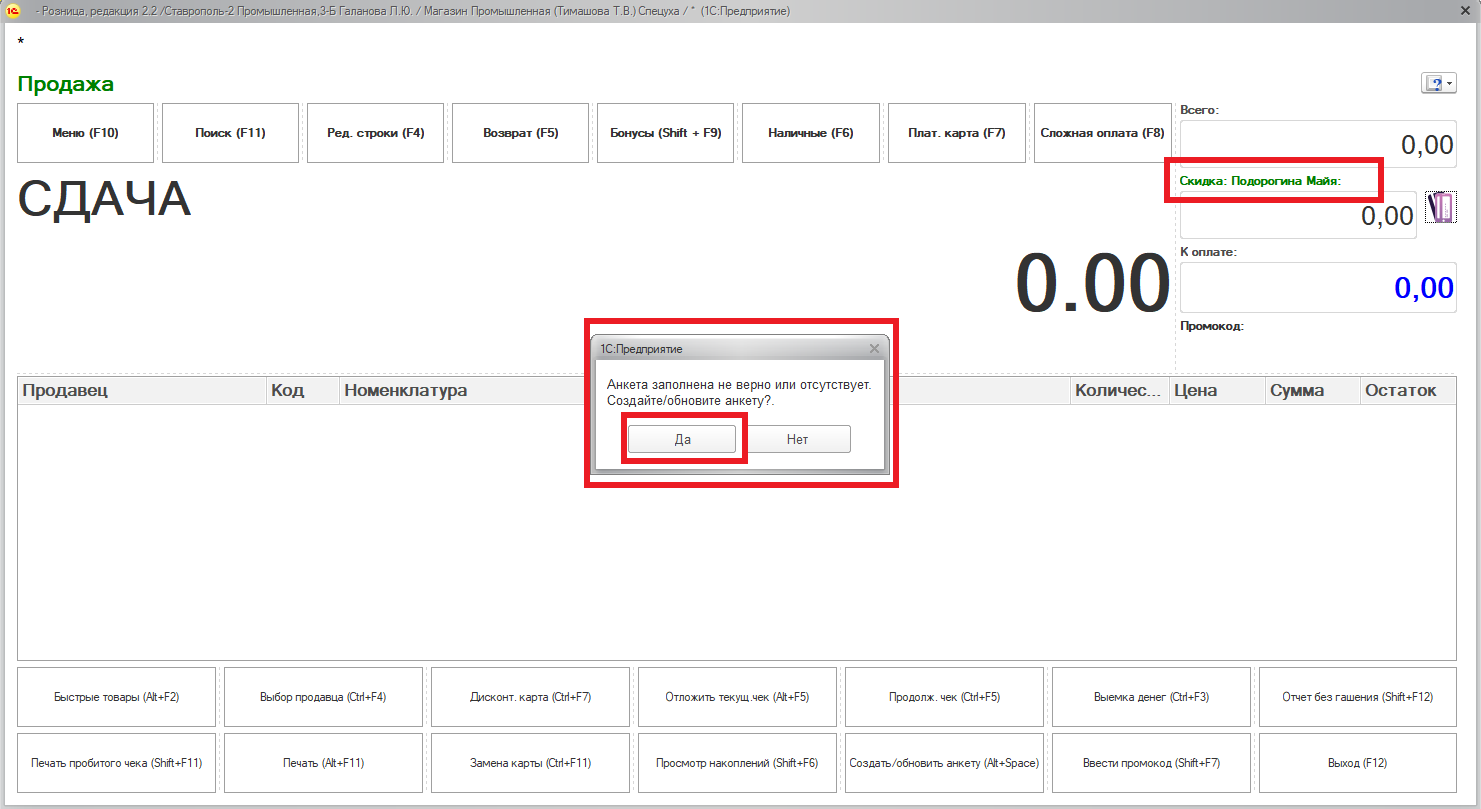 1С - Розница, редакция 2.2 /Ставрополь-2 Промышленная,3-Б Галанова Л.Ю. / Магазин Промышленная (Тимашова Т.В.) Спецуха / * (1С:Предприятие)
*
Продажа
Меню (F10)
Поиск (F11)
Ред. строки (F4)
Возврат (F5)
Бонусы (Shift + F9)
Наличные (F6)
Плат. карта (F7)
Сложная оплата (F8)
Всего:
0,00
СДАЧА
Скидка: Подорогина Майя:
0,00
0.00
К оплате:
0,00
Промокод:
1С:Предприятие
Анкета заполнена не верно или отсутствует.
Создайте/обновите анкету?.
Да
Нет
Продавец
Код
Номенклатура
Количес...
Цена
Сумма
Остаток
Быстрые товары (Alt+F2)
Выбор продавца (Ctrl+F4)
Дисконт. карта (Ctrl+F7)
Отложить текущ.чек (Alt+F5)
Продолж. чек (Ctrl+F5)
Выемка денег (Ctrl+F3)
Отчет без гашения (Shift+F12)
Печать пробитого чека (Shift+F11)
Печать (Alt+F11)
Замена карты (Ctrl+F11)
Просмотр накоплений (Shift+F6)
Создать/обновить анкету (Alt+Space)
Ввести промокод (Shift+F7)
Выход (F12)